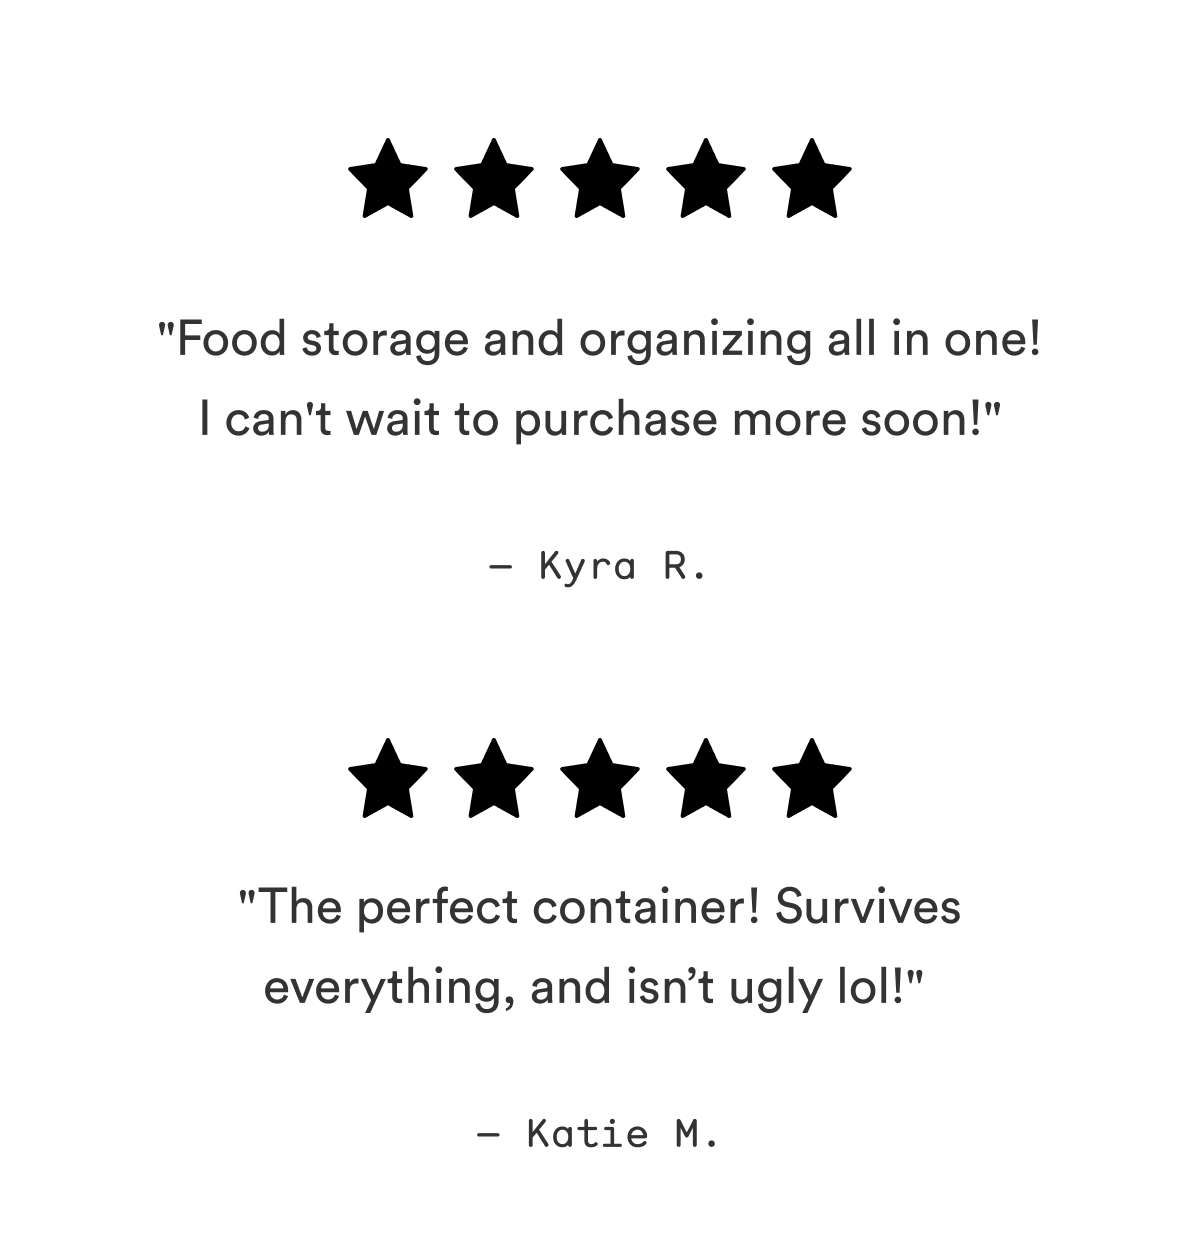 "Food storage and organizing all in one!
I can't wait to purchase more soon!"
— Kyra R.
"The perfect container! Survives
everything, and isn’t ugly lol!"
— Katie M.